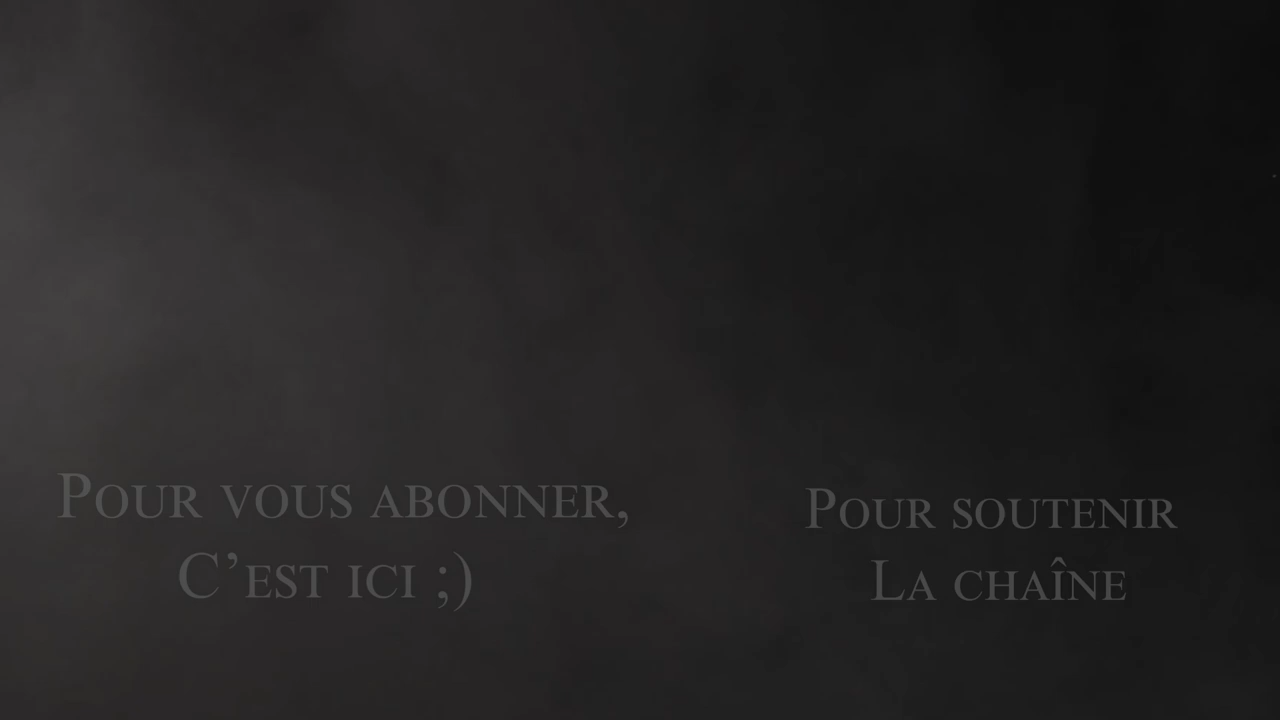 Pour vous abonner,
C’est ici ;)
Pour soutenir
La chaîne